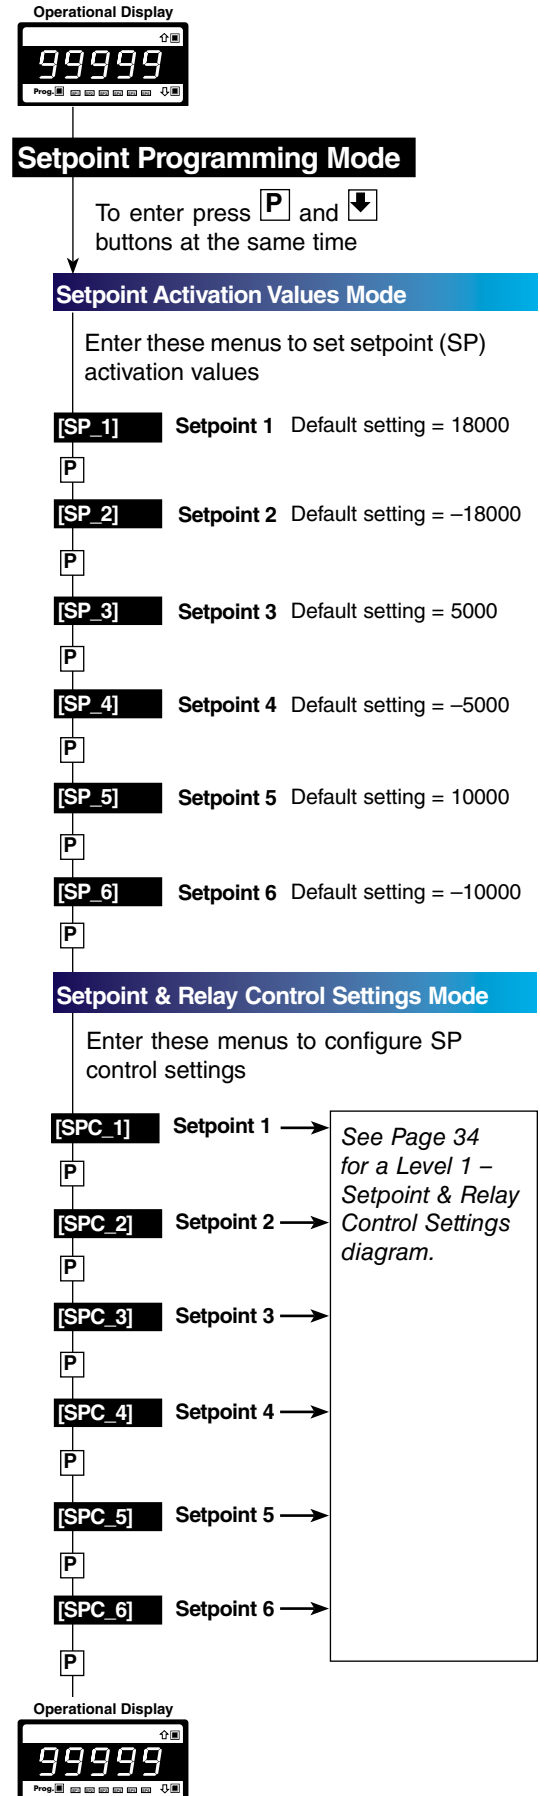 Operational Display
99999
Prog.
Setpoint Programming Mode
To enter press P and
buttons at the same time
Setpoint Activation Values Mode
Enter these menus to set setpoint (SP)
activation values
[SP_1] Setpoint 1 Default setting = 18000
P
[SP_2] Setpoint 2 Default setting = –18000
P
[SP_3] Setpoint 3 Default setting = 5000
P
[SP_4] Setpoint 4 Default setting = –5000
P
[SP_5] Setpoint 5 Default setting = 10000
P
[SP_6] Setpoint 6 Default setting = –10000
P
Setpoint & Relay Control Settings Mode
Enter these menus to configure SP
control settings
[SPC_1] Setpoint 1
See Page 34
for a Level 1 –
Setpoint & Relay
Control Settings
diagram.
P
[SPC_2] Setpoint 2
P
[SPC_3] Setpoint 3
P
[SPC_4] Setpoint 4
P
[SPC_5] Setpoint 5
P
[SPC_6] Setpoint 6
P
Operational Display
99999
Prog.